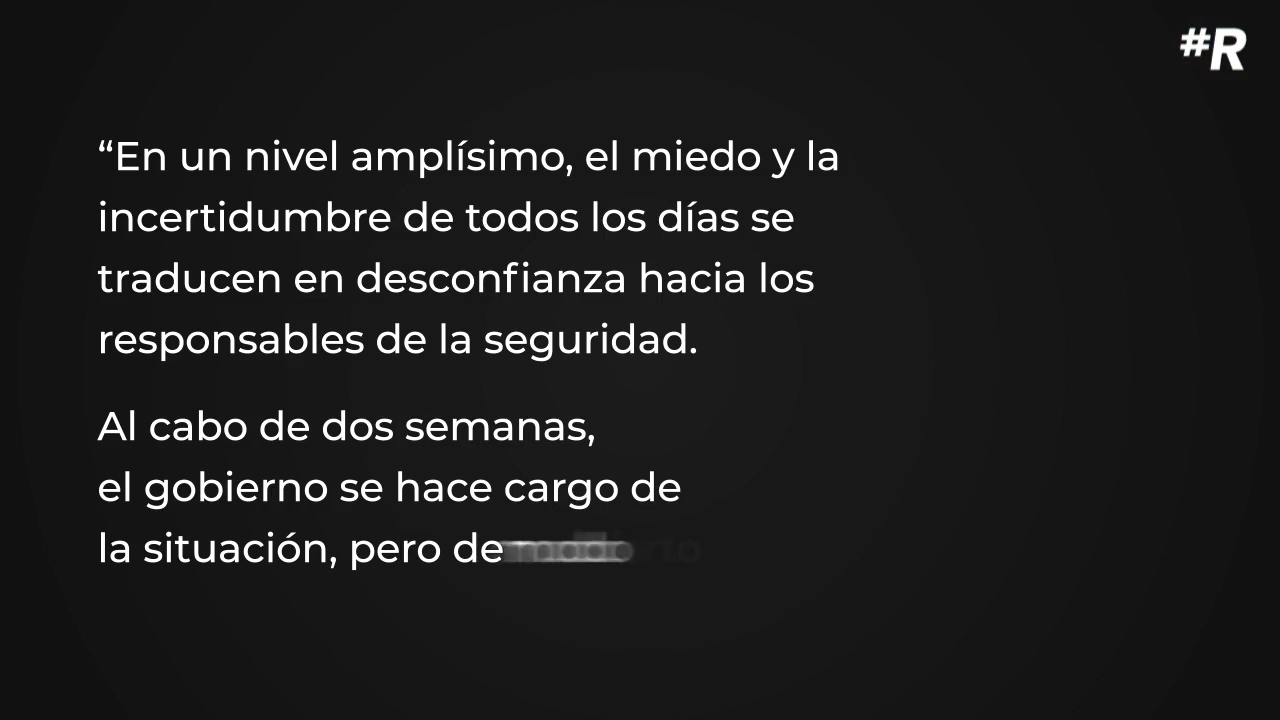 #R
“En un nivel amplísimo, el miedo y la
incertidumbre de todos los días se
traducen en desconfianza hacia los
responsables de la seguridad.
Al cabo de dos semanas,
el gobierno se hace cargo de
la situación, pero de